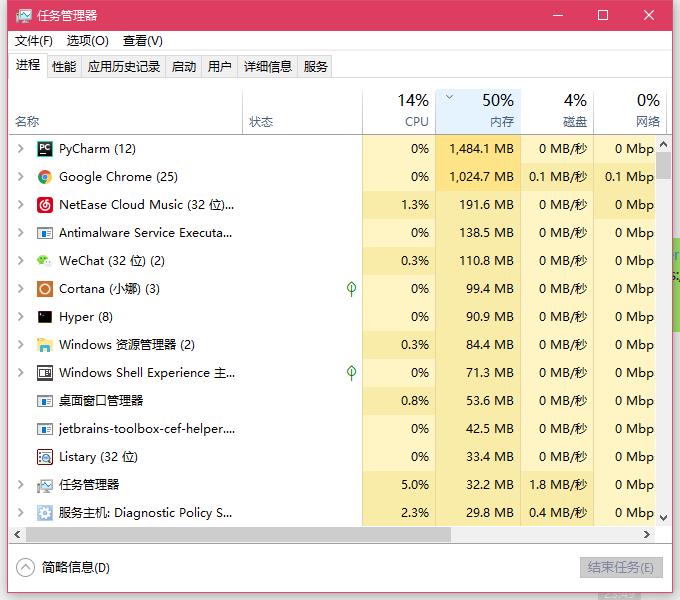 任务管理器
文件(F) 选项(O) 查看(V)
进程 性能 应用历史记录 启动 用户 详细信息 服务
14% 50% 4% 0%
名称 状态 CPU 内存 磁盘 网络
PyCharm (12) 0% 1,484.1 MB 0 MB/秒 0 Mbp
Google Chrome (25) 0% 1,024.7 MB 0.1 MB/秒 0.1 Mbp
NetEase Cloud Music (32 位)... 1.3% 191.6 MB 0 MB/秒 0 Mbp
Antimalware Service Executa... 0% 138.5 MB 0 MB/秒 0 Mbp
WeChat (32 位) (2) 0.3% 110.8 MB 0 MB/秒 0 Mbp
Cortana (小娜) (3) 0% 99.4 MB 0 MB/秒 0 Mbp
Hyper (8) 0% 90.9 MB 0 MB/秒 0 Mbp
Windows 资源管理器 (2) 0.3% 84.4 MB 0 MB/秒 0 Mbp
Windows Shell Experience 主... 0% 71.3 MB 0 MB/秒 0 Mbp
桌面窗口管理器 0.8% 53.6 MB 0 MB/秒 0 Mbp
jetbrains-toolbox-cef-helper.... 0% 42.5 MB 0 MB/秒 0 Mbp
Listary (32 位) 0% 33.4 MB 0 MB/秒 0 Mbp
任务管理器 5.0% 32.2 MB 1.8 MB/秒 0 Mbp
服务主机: Diagnostic Policy S... 2.3% 29.8 MB 0.4 MB/秒 0 Mbp
简略信息(D) 结束任务(E)